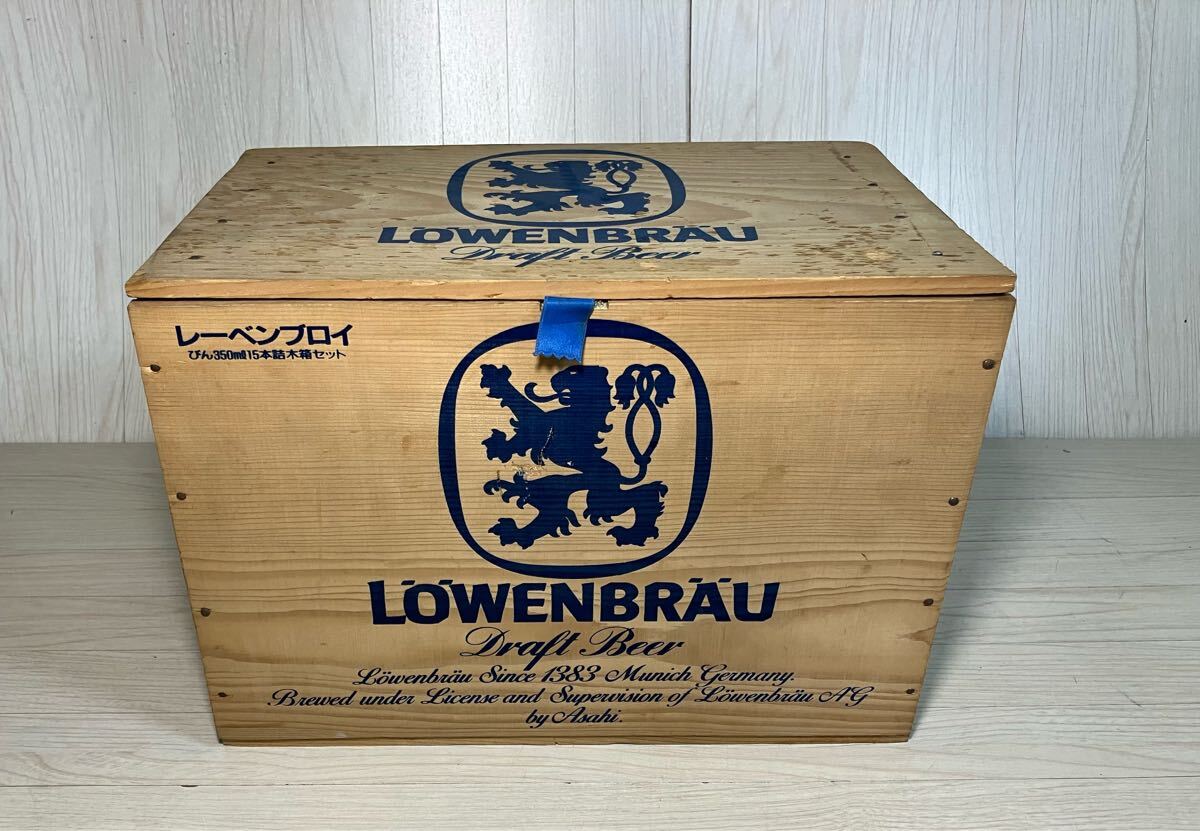 LÖWENBRÄU
Draft Beer
レーベンブロイ
びん350ml15本詰木箱セット
LÖWENBRÄU
Draft Beer
Löwenbräu Since 1383 Munich Germany.
Brewed under License and Supervision of Löwenbräu AG
by Asahi.